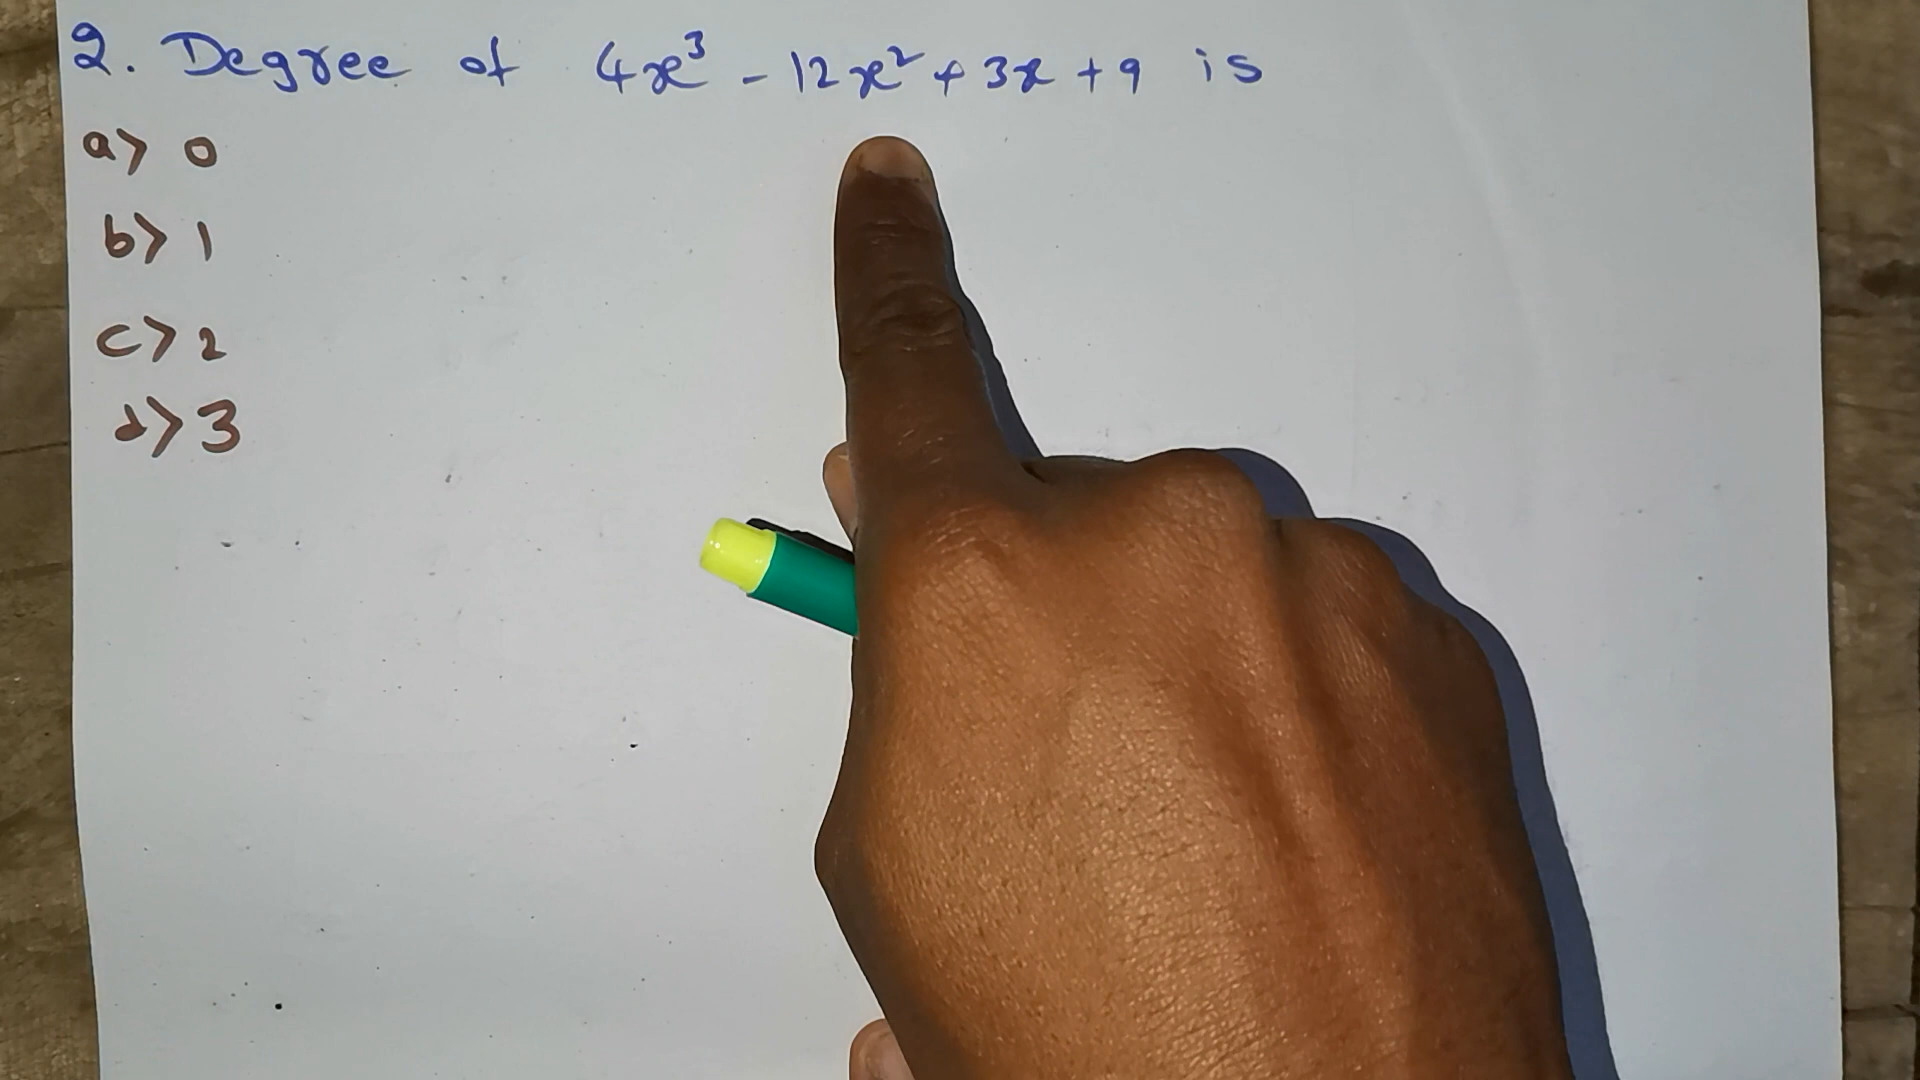 2. Degree of 4x³ - 12x² + 3x + 9 is
a> 0
b> 1
c> 2
d> 3